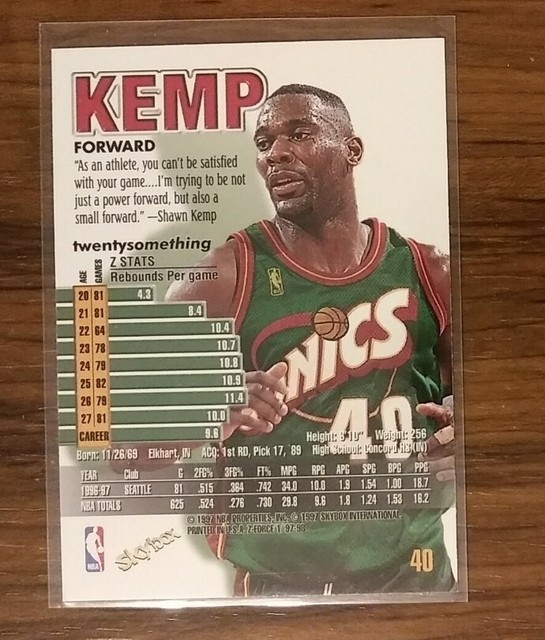 KEMP
FORWARD
"As an athlete, you can't be satisfied
with your game....I'm trying to be not
just a power forward, but also a
small forward." —Shawn Kemp
twentysomething
Z STATS
Rebounds Per game
AGE GAMES
20 81 4.3
21 81 8.4
22 64 10.4
23 78 10.7
24 79 10.8
25 82 10.9
26 79 11.4
27 81 10.0
CAREER 9.6
NICS
40
Height: 6'10" Weight: 256
Born: 11/26/69 Elkhart, IN ACQ: 1st RD, Pick 17, '89 High School: Concord HS (IN)
YEAR Club G 2FG% 3FG% FT% MPG RPG APG SPG BPG PPG
1996-97 SEATTLE 81 .515 .364 .742 34.0 10.0 1.9 1.54 1.00 18.7
NBA TOTALS 625 .524 .276 .730 29.8 9.6 1.8 1.24 1.53 16.2
© 1997 NBA PROPERTIES, INC. © 1997 SKYBOX INTERNATIONAL
PRINTED IN U.S.A. Z-FORCE 1 97-98
NBA
SkyBox
40